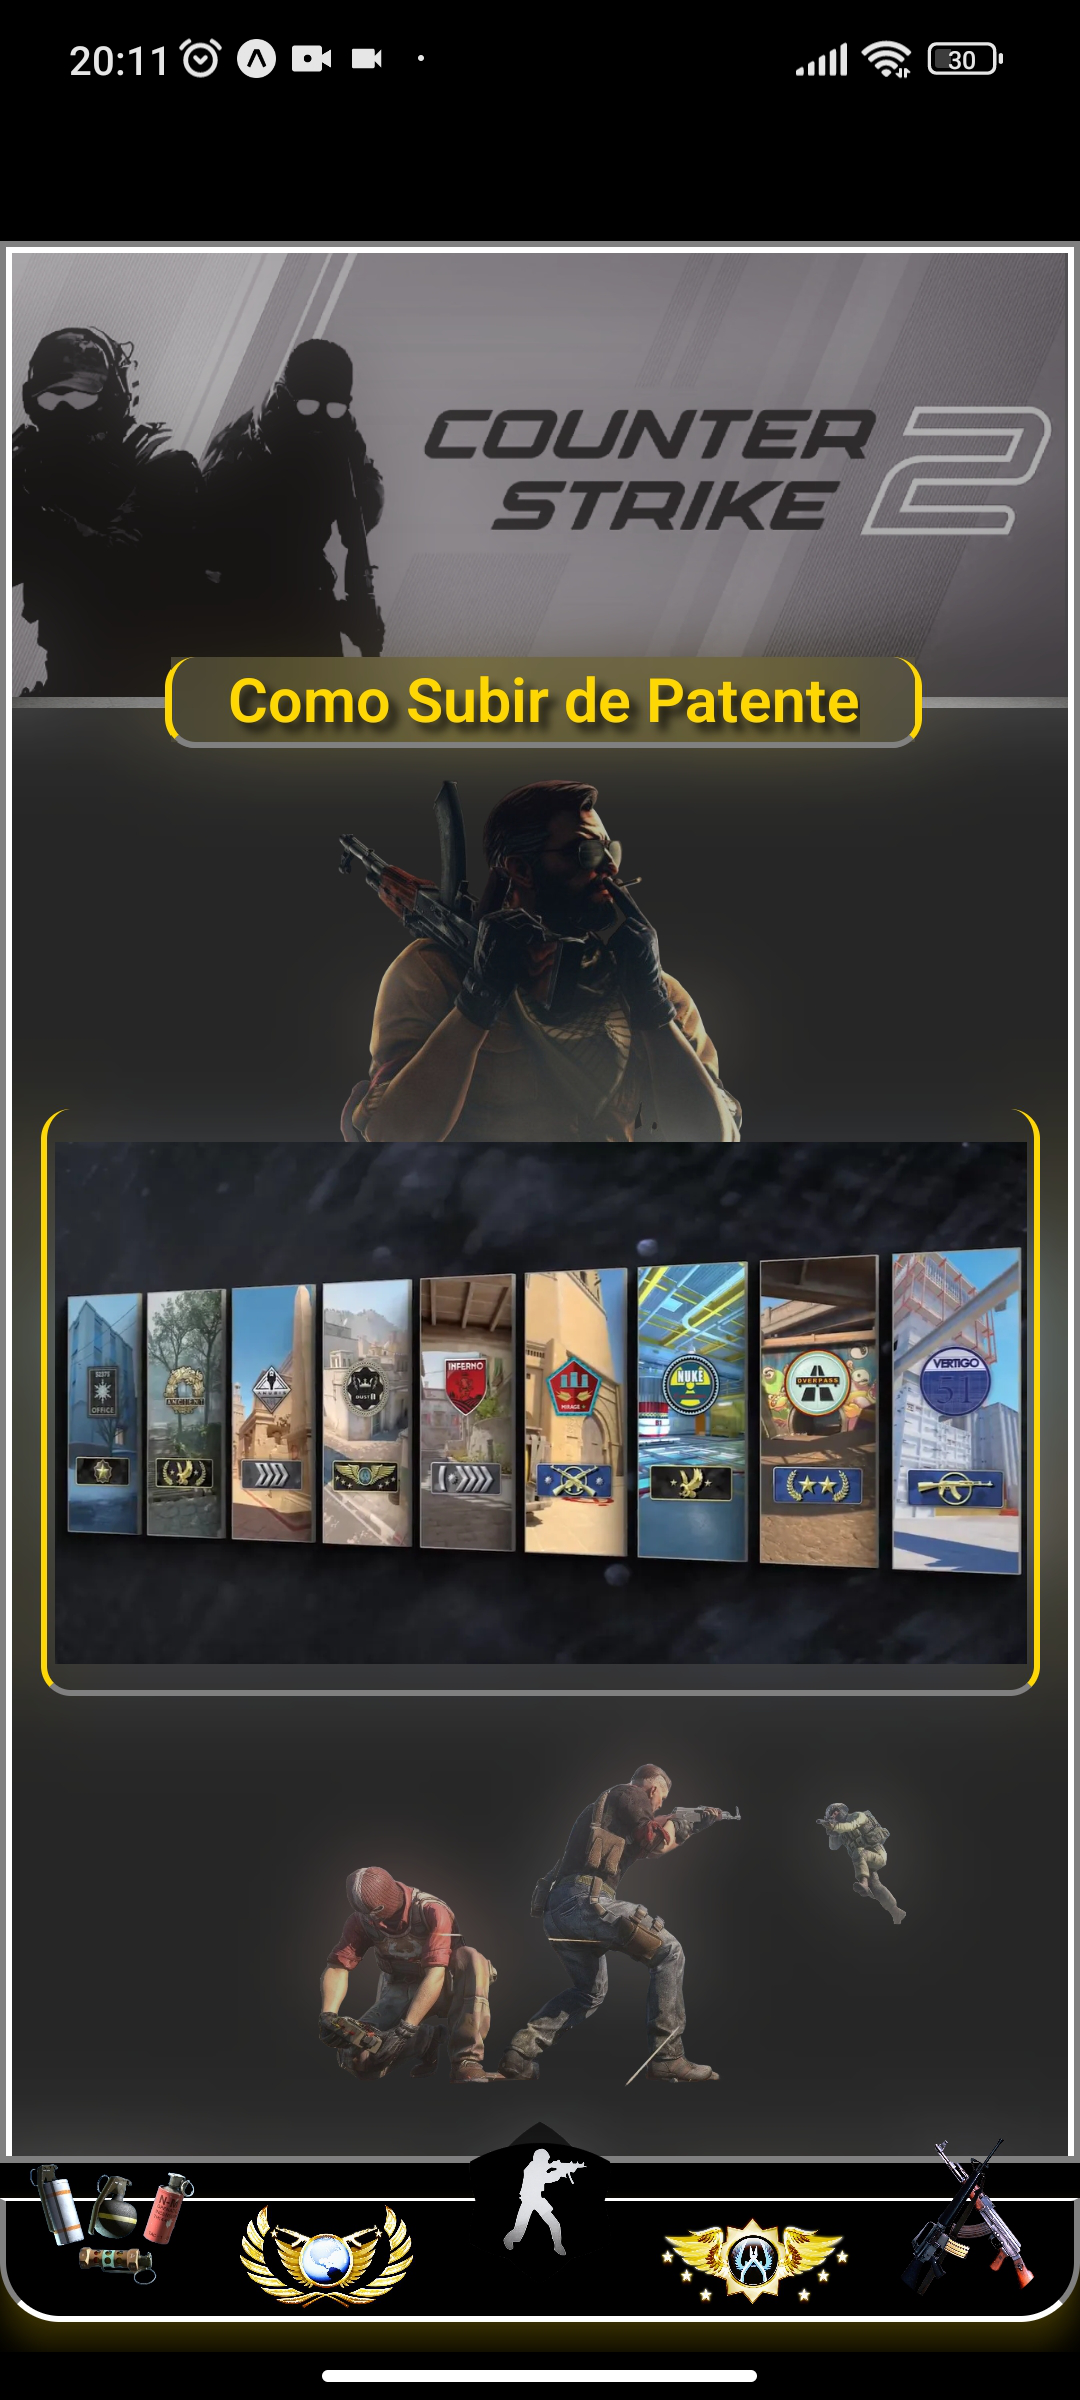 20:11
30
COUNTER
STRIKE 2
Como Subir de Patente
OFFICE
ANCIENT
DUST II
INFERNO
MIRAGE
NUKE
OVERPASS
VERTIGO
51